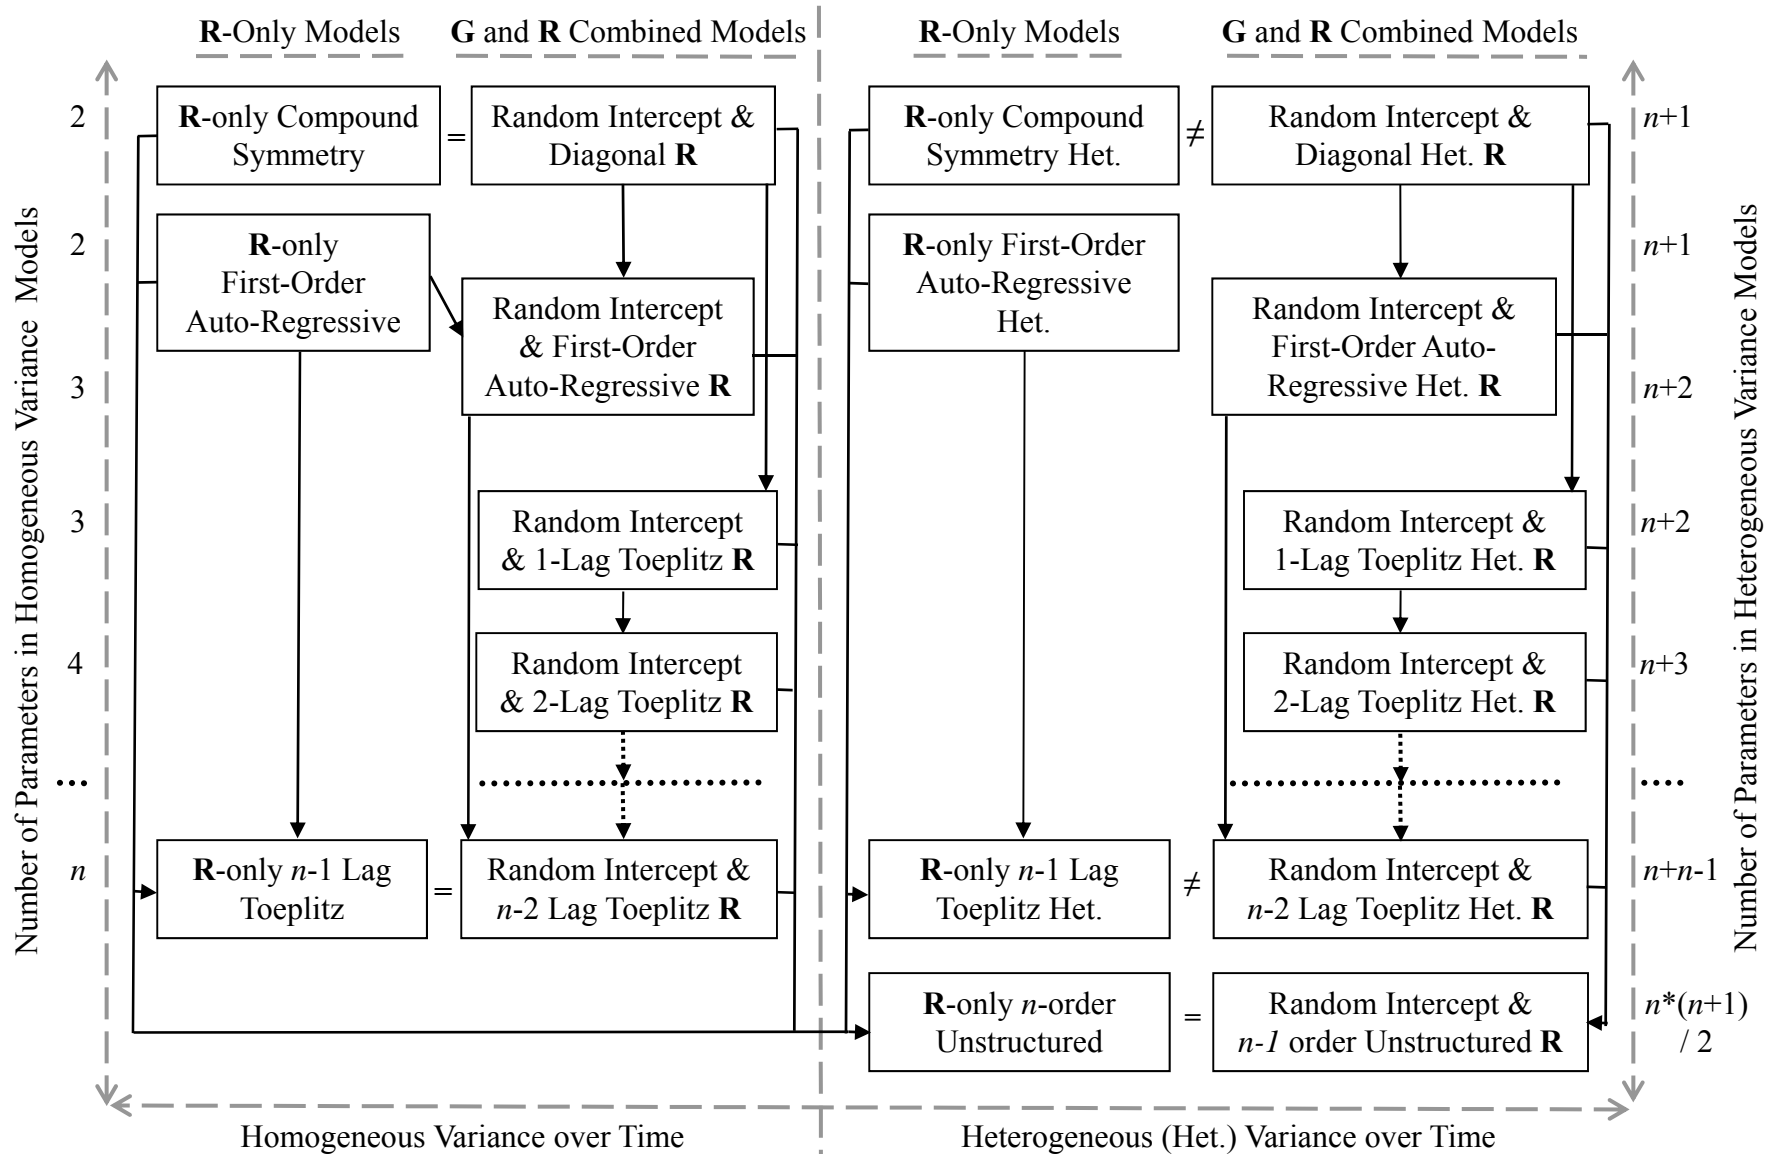 R-Only Models
G and R Combined Models
R-Only Models
G and R Combined Models
Number of Parameters in Homogeneous Variance Models
2
2
3
3
4
....
n
R-only Compound
Symmetry
=
Random Intercept &
Diagonal R
R-only
First-Order
Auto-Regressive
Random Intercept
& First-Order
Auto-Regressive R
Random Intercept
& 1-Lag Toeplitz R
Random Intercept
& 2-Lag Toeplitz R
R-only n-1 Lag
Toeplitz
=
Random Intercept &
n-2 Lag Toeplitz R
R-only Compound
Symmetry Het.
≠
Random Intercept &
Diagonal Het. R
R-only First-Order
Auto-Regressive
Het.
Random Intercept &
First-Order Auto-
Regressive Het. R
Random Intercept &
1-Lag Toeplitz Het. R
Random Intercept &
2-Lag Toeplitz Het. R
R-only n-1 Lag
Toeplitz Het.
≠
Random Intercept &
n-2 Lag Toeplitz Het. R
R-only n-order
Unstructured
=
Random Intercept &
n-1 order Unstructured R
n+1
n+1
n+2
n+2
n+3
.....
n+n-1
n*(n+1)
/ 2
Number of Parameters in Heterogeneous Variance Models
Homogeneous Variance over Time
Heterogeneous (Het.) Variance over Time